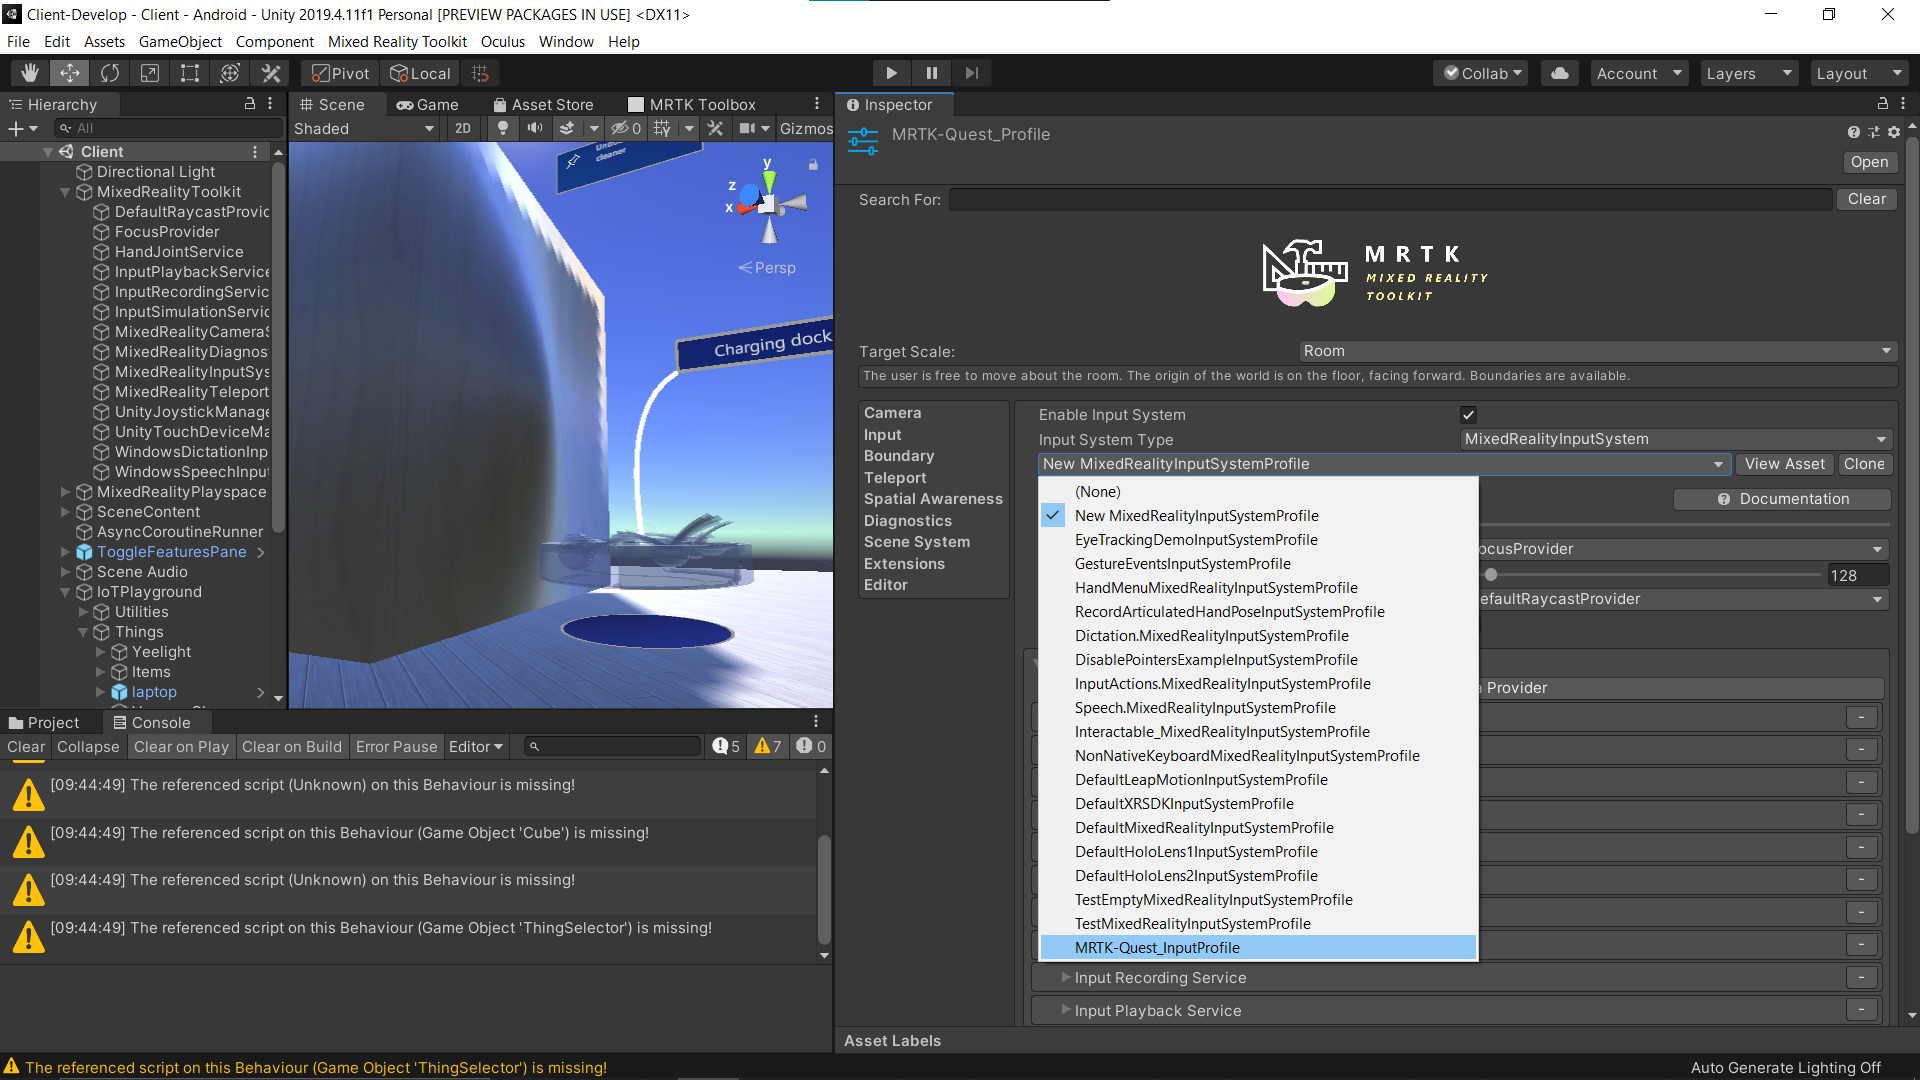 Client-Develop - Client - Android - Unity 2019.4.11f1 Personal [PREVIEW PACKAGES IN USE] <DX11>
File Edit Assets GameObject Component Mixed Reality Toolkit Oculus Window Help
Pivot Local Collab Account Layers Layout
Hierarchy
All
Client
Directional Light
MixedRealityToolkit
DefaultRaycastProvic
FocusProvider
HandJointService
InputPlaybackService
InputRecordingServic
InputSimulationServic
MixedRealityCameraS
MixedRealityDiagnos
MixedRealityInputSys
MixedRealityTeleport
UnityJoystickManage
UnityTouchDeviceMa
WindowsDictationInp
WindowsSpeechInput
MixedRealityPlayspace
SceneContent
AsyncCoroutineRunner
ToggleFeaturesPane
Scene Audio
IoTPlayground
Utilities
Things
Yeelight
Items
laptop
Scene Game Asset Store MRTK Toolbox
Shaded 2D 0 Gizmos
cleaner
y
z
x
Persp
Charging dock
Project Console
Clear Collapse Clear on Play Clear on Build Error Pause Editor 5 7 0
[09:44:49] The referenced script (Unknown) on this Behaviour is missing!
[09:44:49] The referenced script on this Behaviour (Game Object 'Cube') is missing!
[09:44:49] The referenced script (Unknown) on this Behaviour is missing!
[09:44:49] The referenced script on this Behaviour (Game Object 'ThingSelector') is missing!
Inspector
MRTK-Quest_Profile
Open
Search For: Clear
MRTK
MIXED REALITY
TOOLKIT
Target Scale: Room
The user is free to move about the room. The origin of the world is on the floor, facing forward. Boundaries are available.
Camera
Input
Boundary
Teleport
Spatial Awareness
Diagnostics
Scene System
Extensions
Editor
Enable Input System
Input System Type MixedRealityInputSystem
New MixedRealityInputSystemProfile View Asset Clone
Documentation
ocusProvider
128
efaultRaycastProvider
a Provider
(None)
New MixedRealityInputSystemProfile
EyeTrackingDemoInputSystemProfile
GestureEventsInputSystemProfile
HandMenuMixedRealityInputSystemProfile
RecordArticulatedHandPoseInputSystemProfile
Dictation.MixedRealityInputSystemProfile
DisablePointersExampleInputSystemProfile
InputActions.MixedRealityInputSystemProfile
Speech.MixedRealityInputSystemProfile
Interactable_MixedRealityInputSystemProfile
NonNativeKeyboardMixedRealityInputSystemProfile
DefaultLeapMotionInputSystemProfile
DefaultXRSDKInputSystemProfile
DefaultMixedRealityInputSystemProfile
DefaultHoloLens1InputSystemProfile
DefaultHoloLens2InputSystemProfile
TestEmptyMixedRealityInputSystemProfile
TestMixedRealityInputSystemProfile
MRTK-Quest_InputProfile
Input Recording Service
Input Playback Service
Asset Labels
The referenced script on this Behaviour (Game Object 'ThingSelector') is missing!
Auto Generate Lighting Off